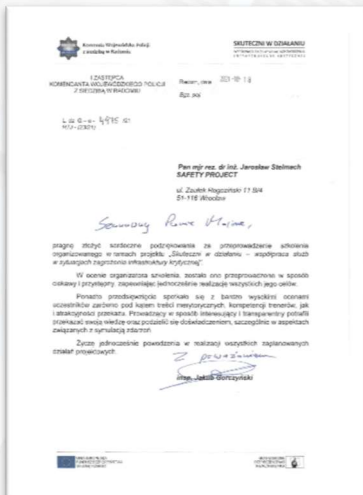 Komenda Wojewódzka Policji
z siedzibą w Radomiu
SKUTECZNI W DZIAŁANIU
I ZASTĘPCA
KOMENDANTA WOJEWÓDZKIEGO POLICJI
Z SIEDZIBĄ W RADOMIU
Radom, dnia
Pan mjr rez. dr inż. Jarosław Stelmach
SAFETY PROJECT
ul. Zaułek Rogoziński 11 B/4
51-116 Wrocław
Szanowny Panie Majorze,
pragnę złożyć serdeczne podziękowania za przeprowadzenie szkolenia
organizowanego w ramach projektu „Skuteczni w działaniu – współpraca służb
w sytuacjach zagrożenia infrastruktury krytycznej”.
W ocenie organizatora szkolenia, zostało ono przeprowadzone w sposób
ciekawy i przystępny, zapewniając jednocześnie realizację wszystkich jego celów.
Ponadto przedsięwzięcie spotkało się z bardzo wysokimi ocenami
uczestników zarówno pod kątem treści merytorycznych, kompetencji trenerów, jak
i atrakcyjności przekazu. Prowadzący w sposób interesujący i transparentny potrafili
przekazać swoją wiedzę oraz podzielić się doświadczeniem, szczególnie w aspektach
związanych z symulacją zdarzeń.
Życzę jednocześnie powodzenia w realizacji wszystkich zaplanowanych
działań projektowych.
Z poważaniem
insp. Jakub Gorczyński